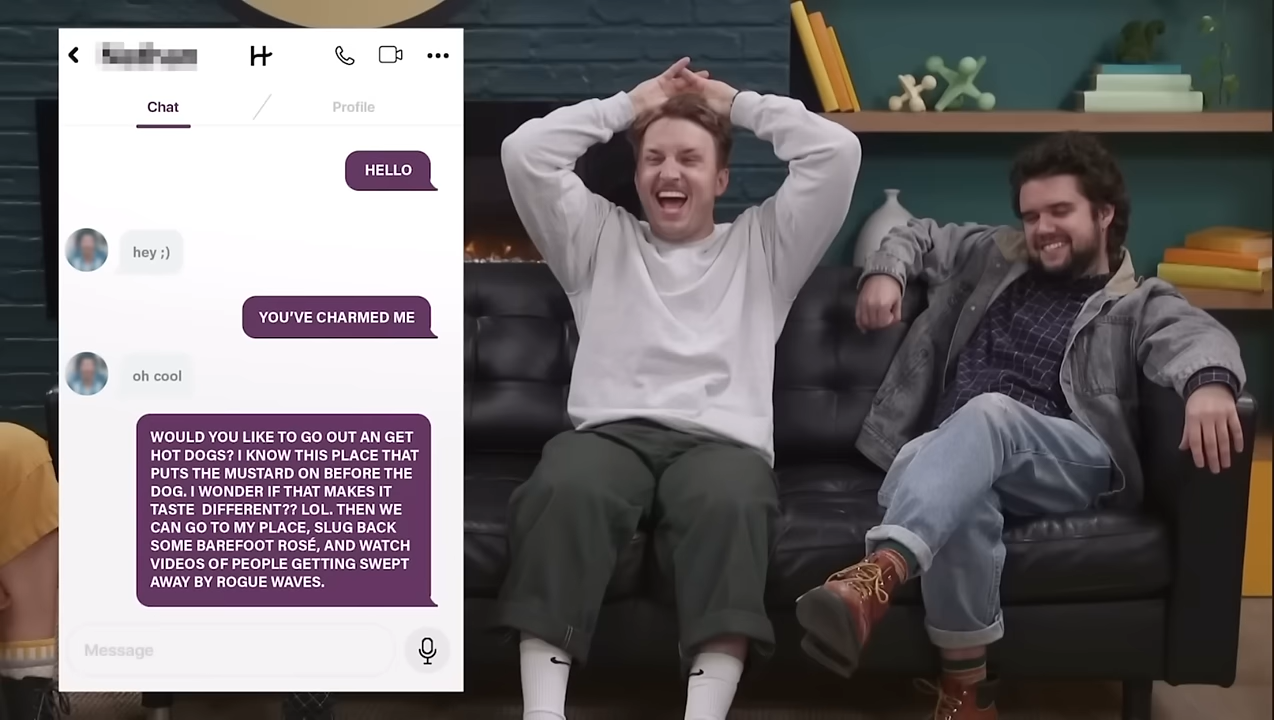 Chat
Profile
HELLO
hey ;)
YOU'VE CHARMED ME
oh cool
WOULD YOU LIKE TO GO OUT AN GET
HOT DOGS? I KNOW THIS PLACE THAT
PUTS THE MUSTARD ON BEFORE THE
DOG. I WONDER IF THAT MAKES IT
TASTE  DIFFERENT?? LOL. THEN WE
CAN GO TO MY PLACE, SLUG BACK
SOME BAREFOOT ROSÉ, AND WATCH
VIDEOS OF PEOPLE GETTING SWEPT
AWAY BY ROGUE WAVES.
Message